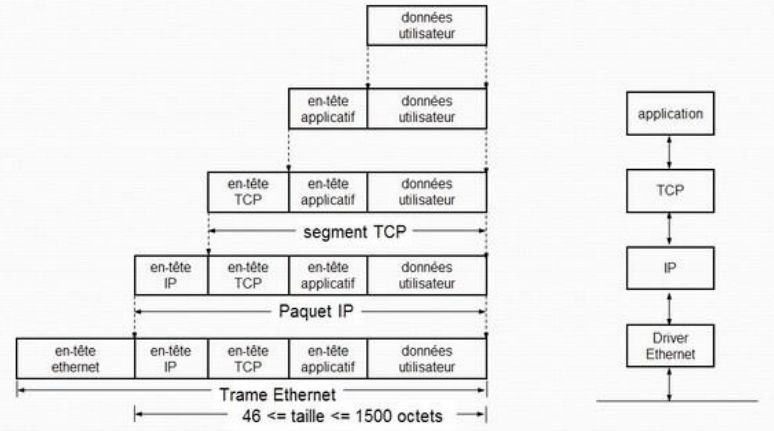 données
utilisateur
en-tête
applicatif
données
utilisateur
en-tête
TCP
en-tête
applicatif
données
utilisateur
segment TCP
en-tête
IP
en-tête
TCP
en-tête
applicatif
données
utilisateur
Paquet IP
en-tête
ethernet
en-tête
IP
en-tête
TCP
en-tête
applicatif
données
utilisateur
Trame Ethernet
46 <= taille <= 1500 octets
application
TCP
IP
Driver
Ethernet